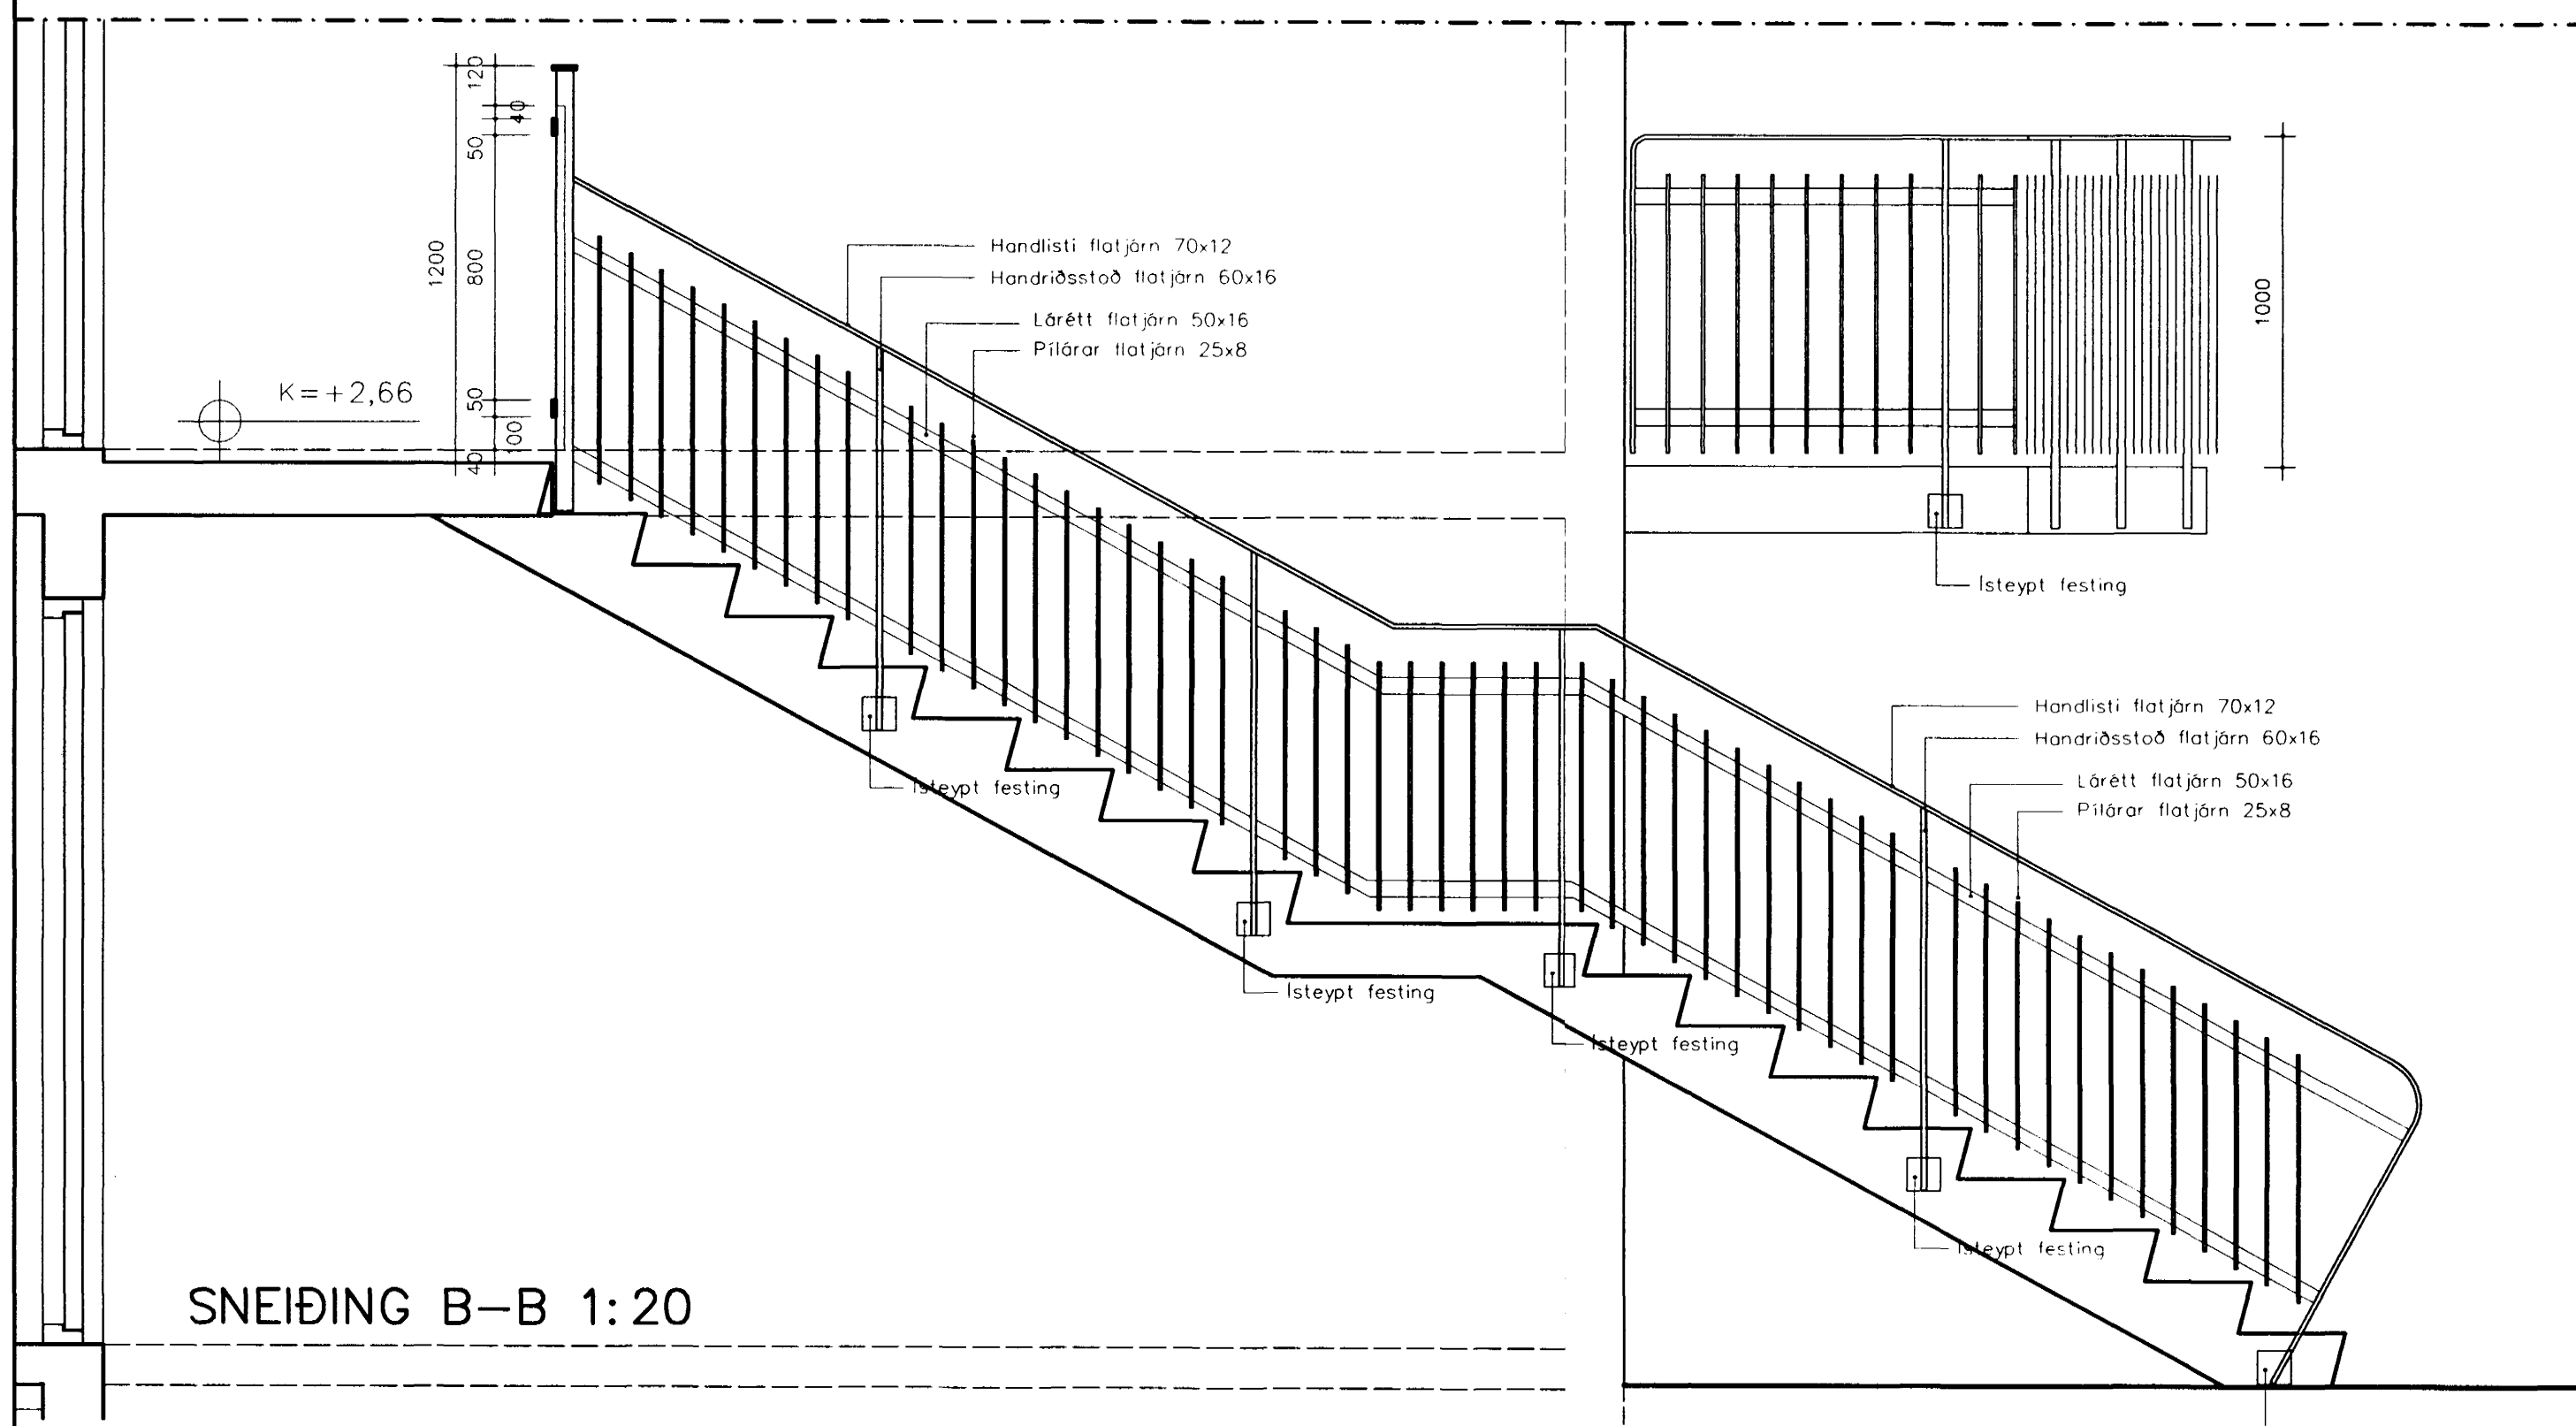 120
40
50
1200
800
50
100
40
K=+2,66
Handlisti flatjárn 70x12
Handriðsstoð flatjárn 60x16
Lárétt flatjárn 50x16
Pílárar flatjárn 25x8
1000
Ísteypt festing
Handlisti flatjárn 70x12
Handriðsstoð flatjárn 60x16
Lárétt flatjárn 50x16
Pílárar flatjárn 25x8
Ísteypt festing
Ísteypt festing
Ísteypt festing
Ísteypt festing
SNEIÐING B-B 1:20